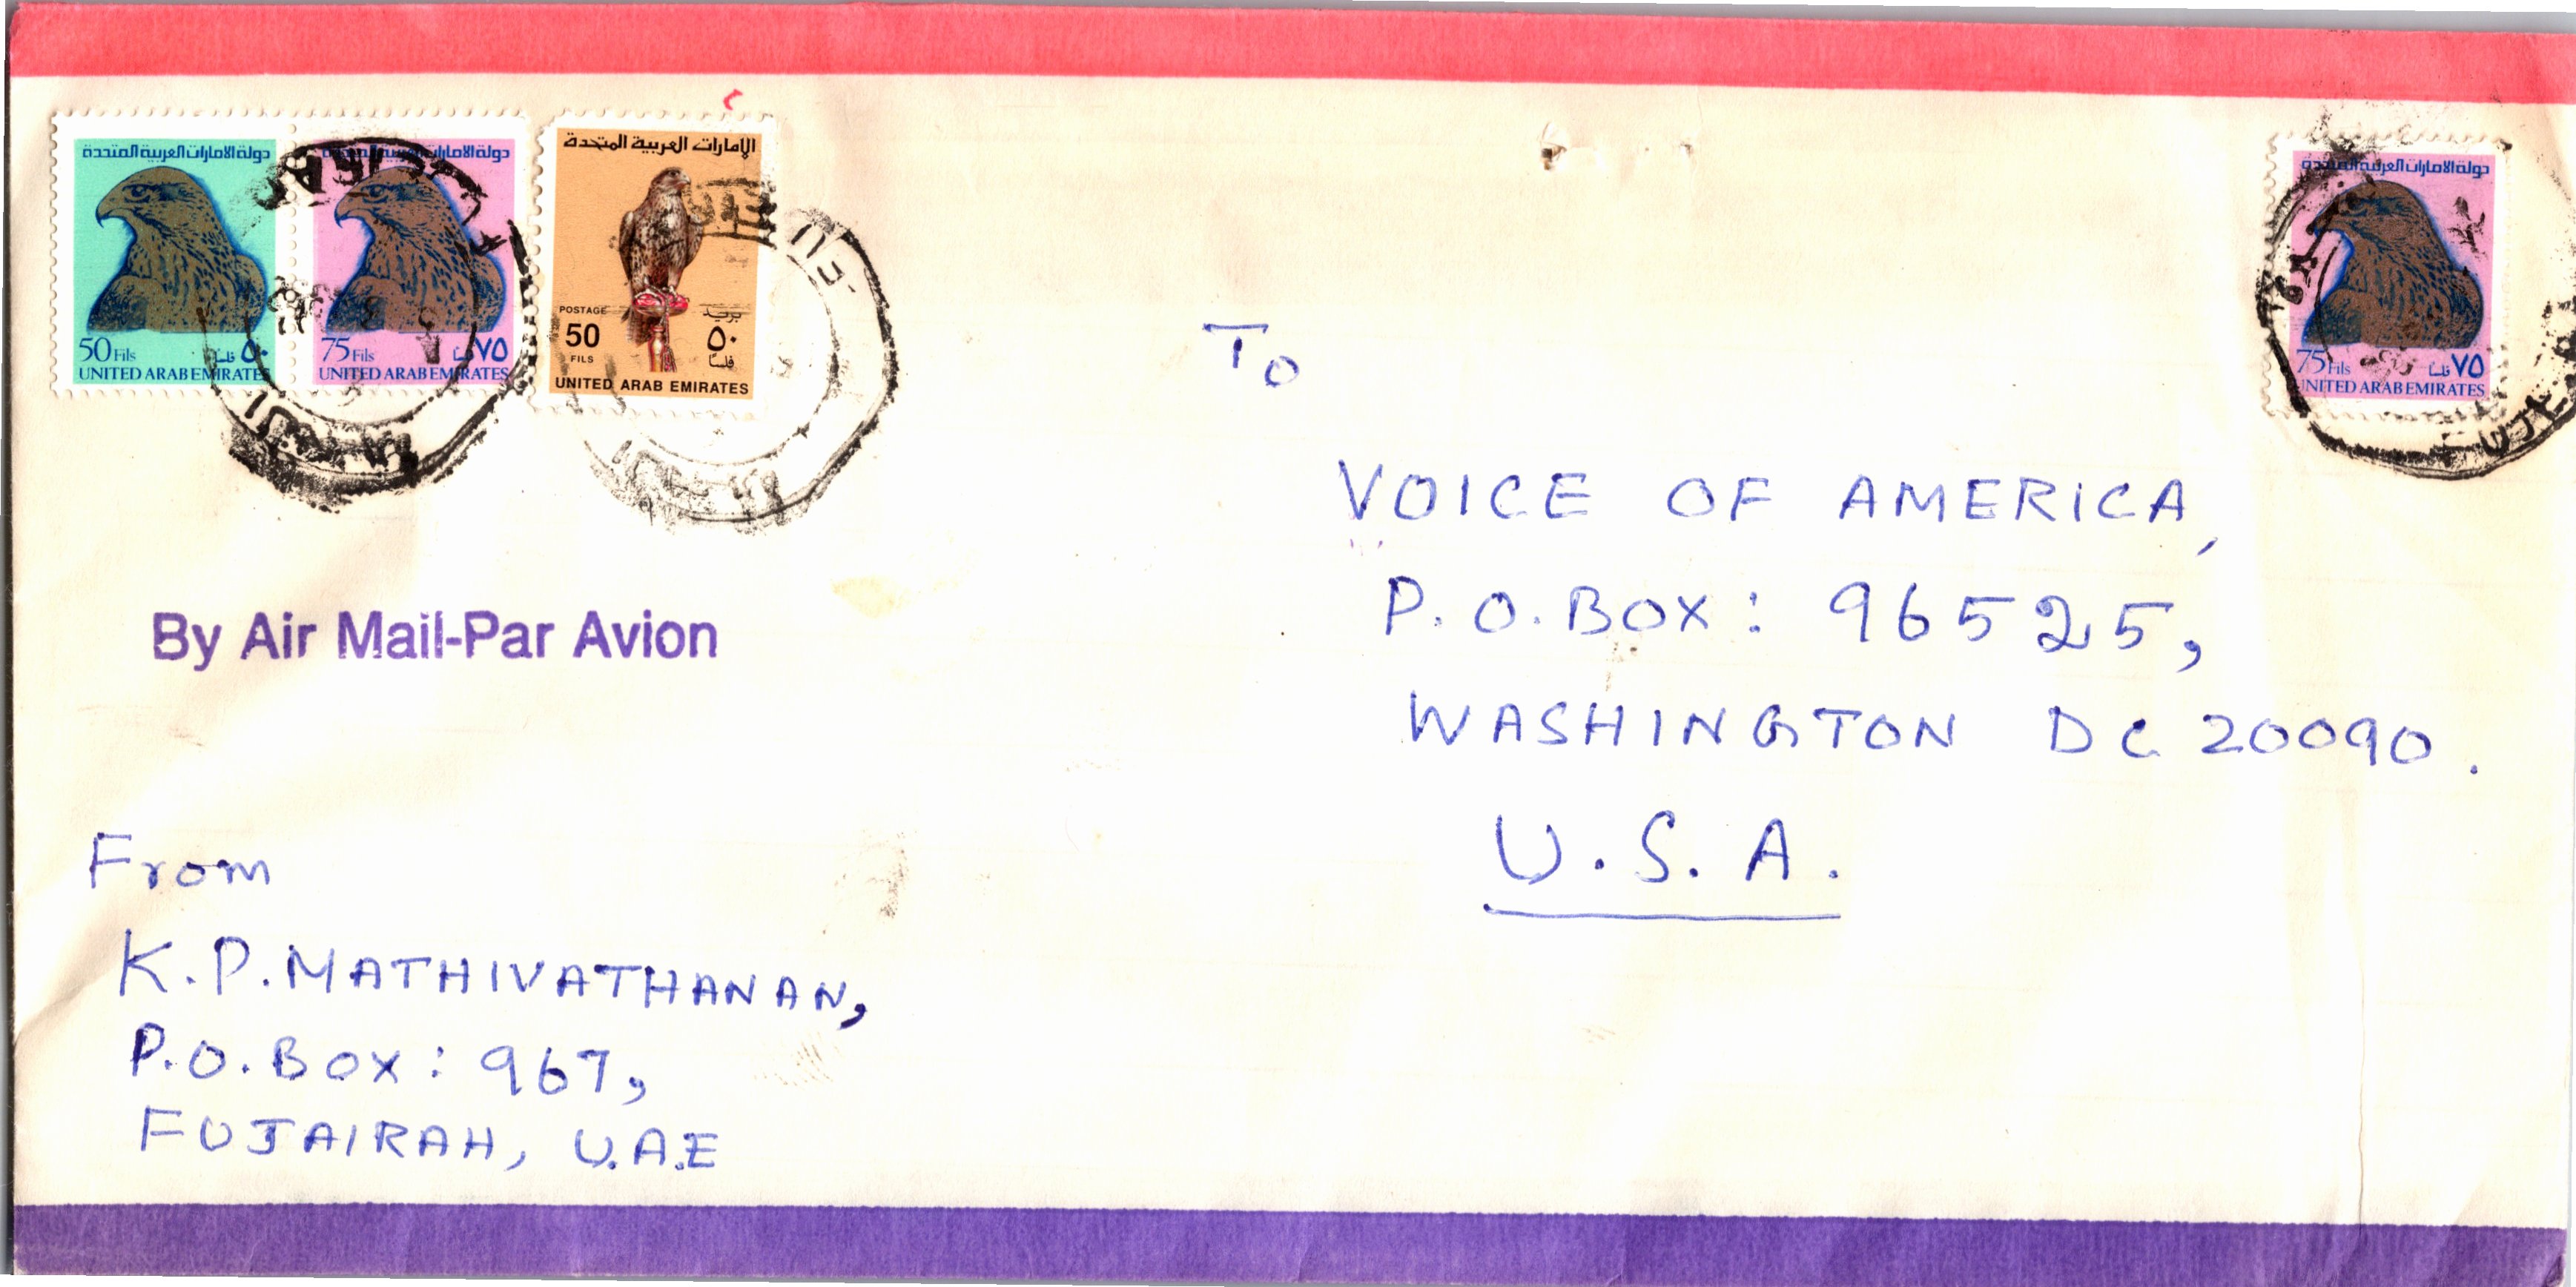 دولة الامارات العربية المتحدة
50 Fils ٥٠ فلساً
UNITED ARAB EMIRATES
دولة الامارات العربية المتحدة
75 Fils ٧٥ فلساً
UNITED ARAB EMIRATES
الإمارات العربية المتحدة
POSTAGE بريد
50 ٥٠
FILS فلساً
UNITED ARAB EMIRATES
دولة الامارات العربية المتحدة
75 Fils ٧٥ فلساً
UNITED ARAB EMIRATES
To
VOICE OF AMERICA,
P.O.BOX: 96525,
WASHINGTON DC 20090.
U.S.A.
By Air Mail-Par Avion
From
K.P.MATHIVATHANAN,
P.O.BOX: 967,
FUJAIRAH, U.A.E